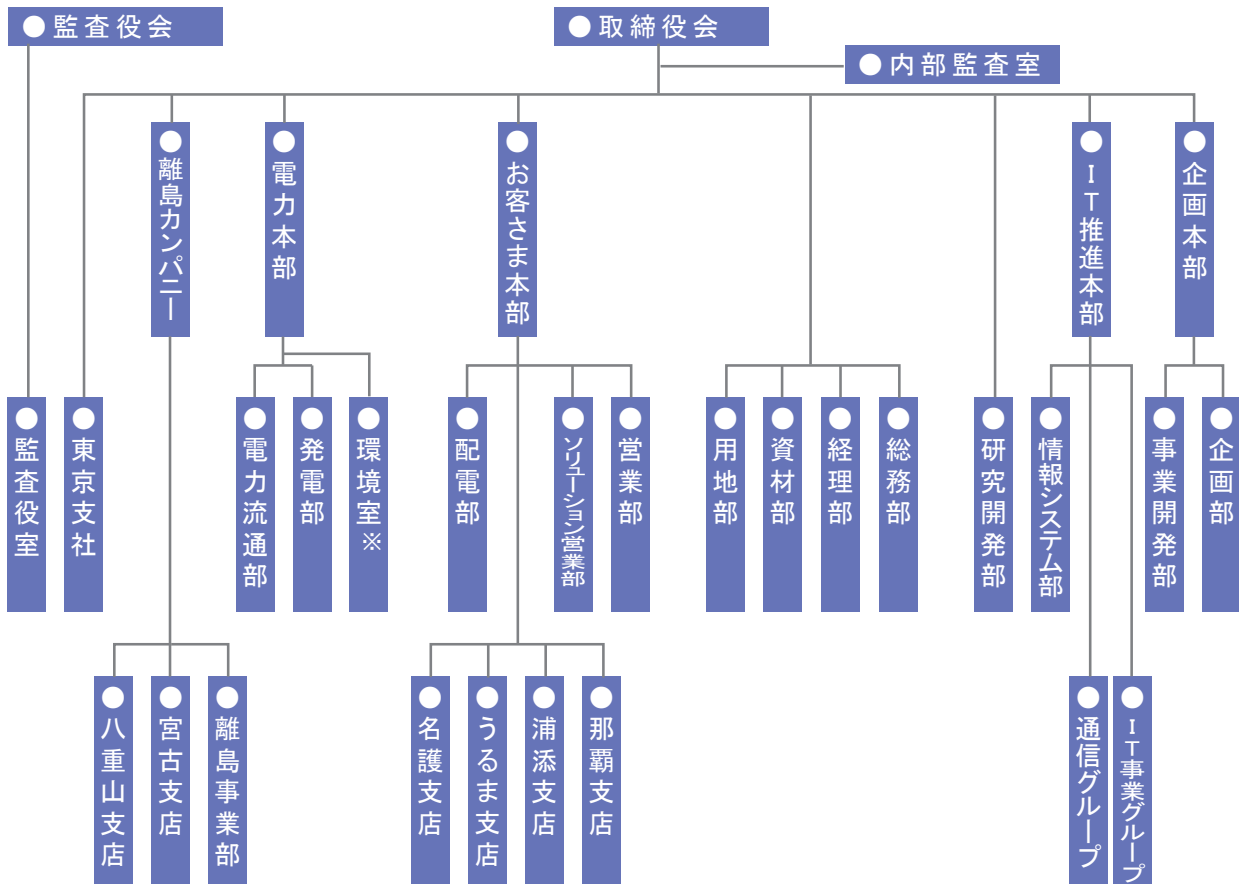 ●監査役会
●取締役会
●内部監査室
●企画本部
●IT推進本部
●お客さま本部
●電力本部
●離島カンパニー
●企画部
●事業開発部
●情報システム部
●研究開発部
●総務部
●経理部
●資材部
●用地部
●営業部
●ソリューション営業部
●配電部
●環境室※
●発電部
●電力流通部
●東京支社
●監査役室
●IT事業グループ
●通信グループ
●那覇支店
●浦添支店
●うるま支店
●名護支店
●離島事業部
●宮古支店
●八重山支店